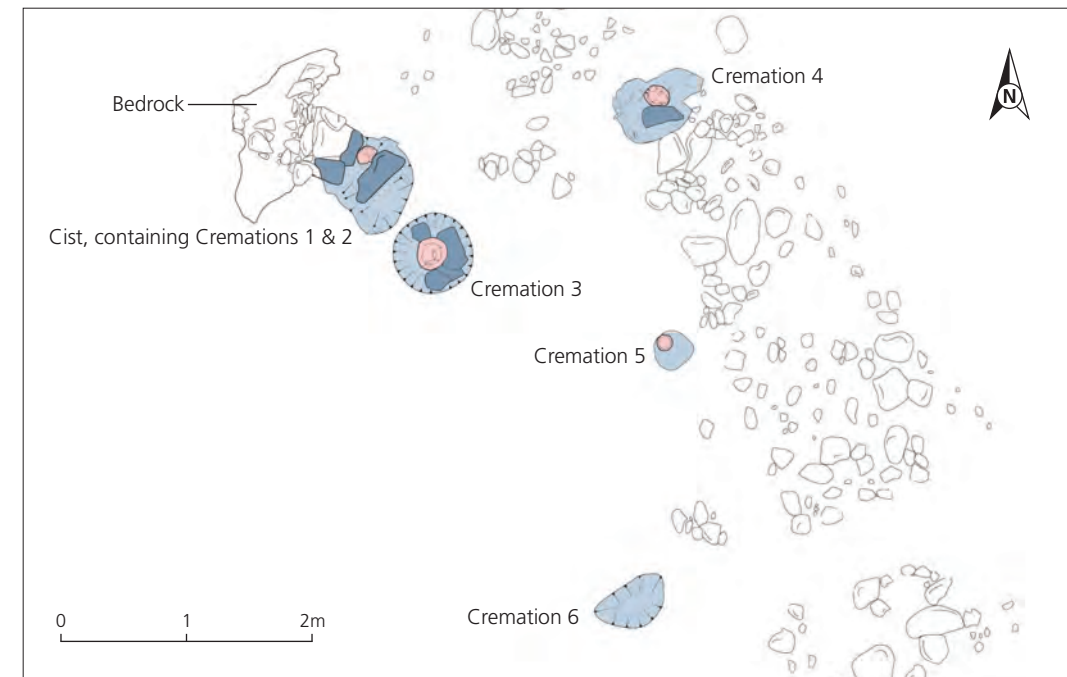 Cremation 4
Bedrock
N
Cist, containing Cremations 1 & 2
Cremation 3
Cremation 5
Cremation 6
0 1 2m